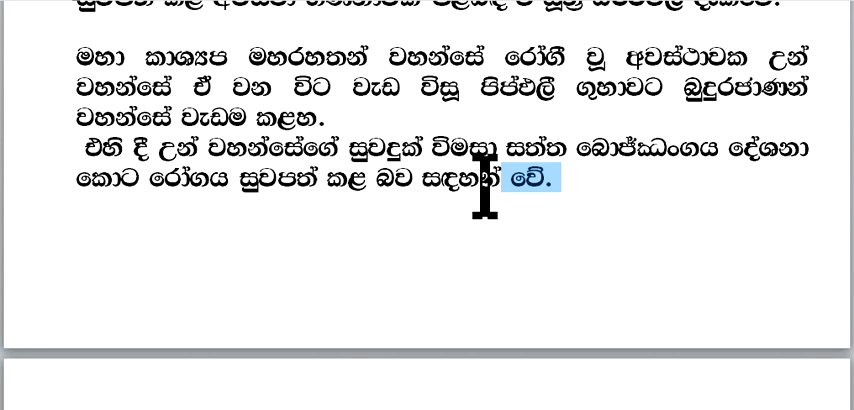 මහා කාශ්‍යප මහරහතන් වහන්සේ රෝගී වූ අවස්ථාවක උන්
වහන්සේ ඒ වන විට වැඩ විසූ පිප්ඵලී ගුහාවට බුදුරජාණන්
වහන්සේ වැඩම කළහ.
එහි දී උන් වහන්සේගේ සුවදුක් විමසා සත්ත බොජ්ඣංගය දේශනා
කොට රෝගය සුවපත් කළ බව සඳහන් වේ.